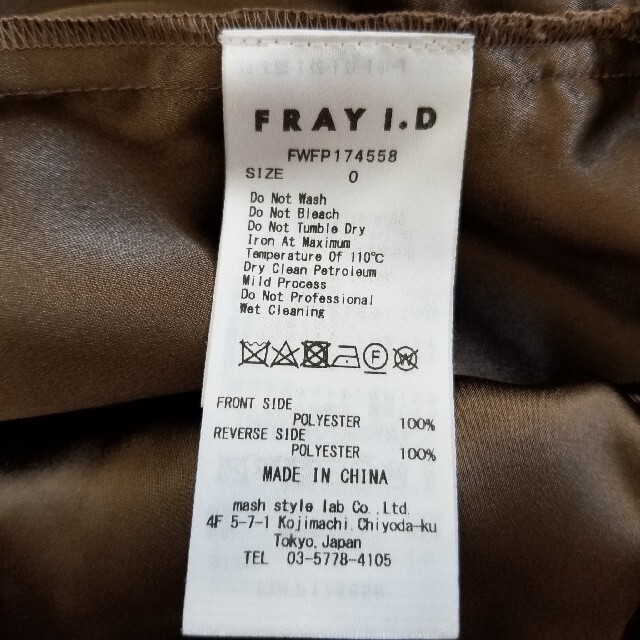 FRAY I.D
FWFP174558
SIZE 0
Do Not Wash
Do Not Bleach
Do Not Tumble Dry
Iron At Maximum
Temperature Of 110℃
Dry Clean Petroleum
Mild Process
Do Not Professional
Wet Cleaning
F W
FRONT SIDE
POLYESTER 100%
REVERSE SIDE
POLYESTER 100%
MADE IN CHINA
mash style lab Co., Ltd.
4F 5-7-1 Kojimachi, Chiyoda-ku
Tokyo, Japan
TEL 03-5778-4105